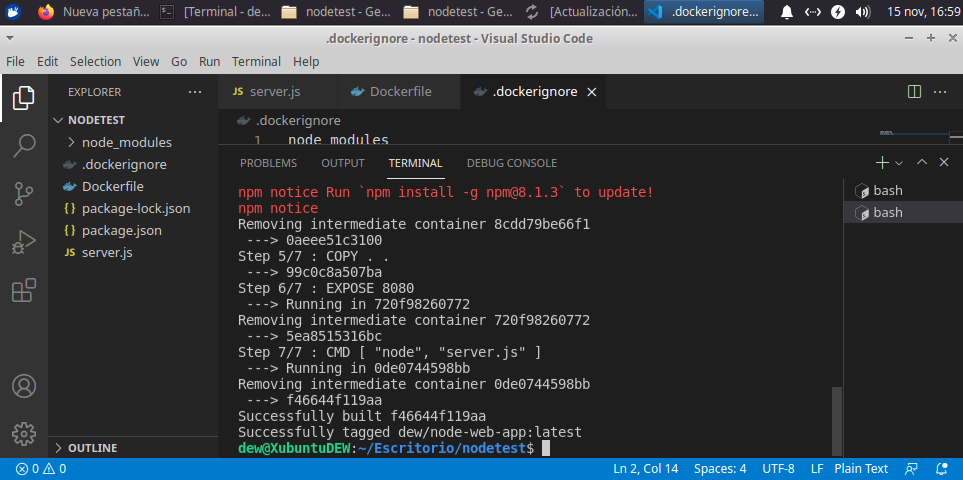 Nueva pestañ...
[Terminal - de...
nodetest - Ge...
nodetest - Ge...
[Actualización...
.dockerignore...
15 nov, 16:59
.dockerignore - nodetest - Visual Studio Code
File Edit Selection View Go Run Terminal Help
EXPLORER
JS server.js
Dockerfile
.dockerignore
NODETEST
node_modules
.dockerignore
Dockerfile
{ } package-lock.json
{ } package.json
JS server.js
OUTLINE
.dockerignore
1 node_modules
PROBLEMS OUTPUT TERMINAL DEBUG CONSOLE
bash
bash
npm notice Run `npm install -g npm@8.1.3` to update!
npm notice
Removing intermediate container 8cdd79be66f1
---> 0aeee51c3100
Step 5/7 : COPY . .
---> 99c0c8a507ba
Step 6/7 : EXPOSE 8080
---> Running in 720f98260772
Removing intermediate container 720f98260772
---> 5ea8515316bc
Step 7/7 : CMD [ "node", "server.js" ]
---> Running in 0de0744598bb
Removing intermediate container 0de0744598bb
---> f46644f119aa
Successfully built f46644f119aa
Successfully tagged dew/node-web-app:latest
dew@XubuntuDEW:~/Escritorio/nodetest$
0 0
Ln 2, Col 14 Spaces: 4 UTF-8 LF Plain Text